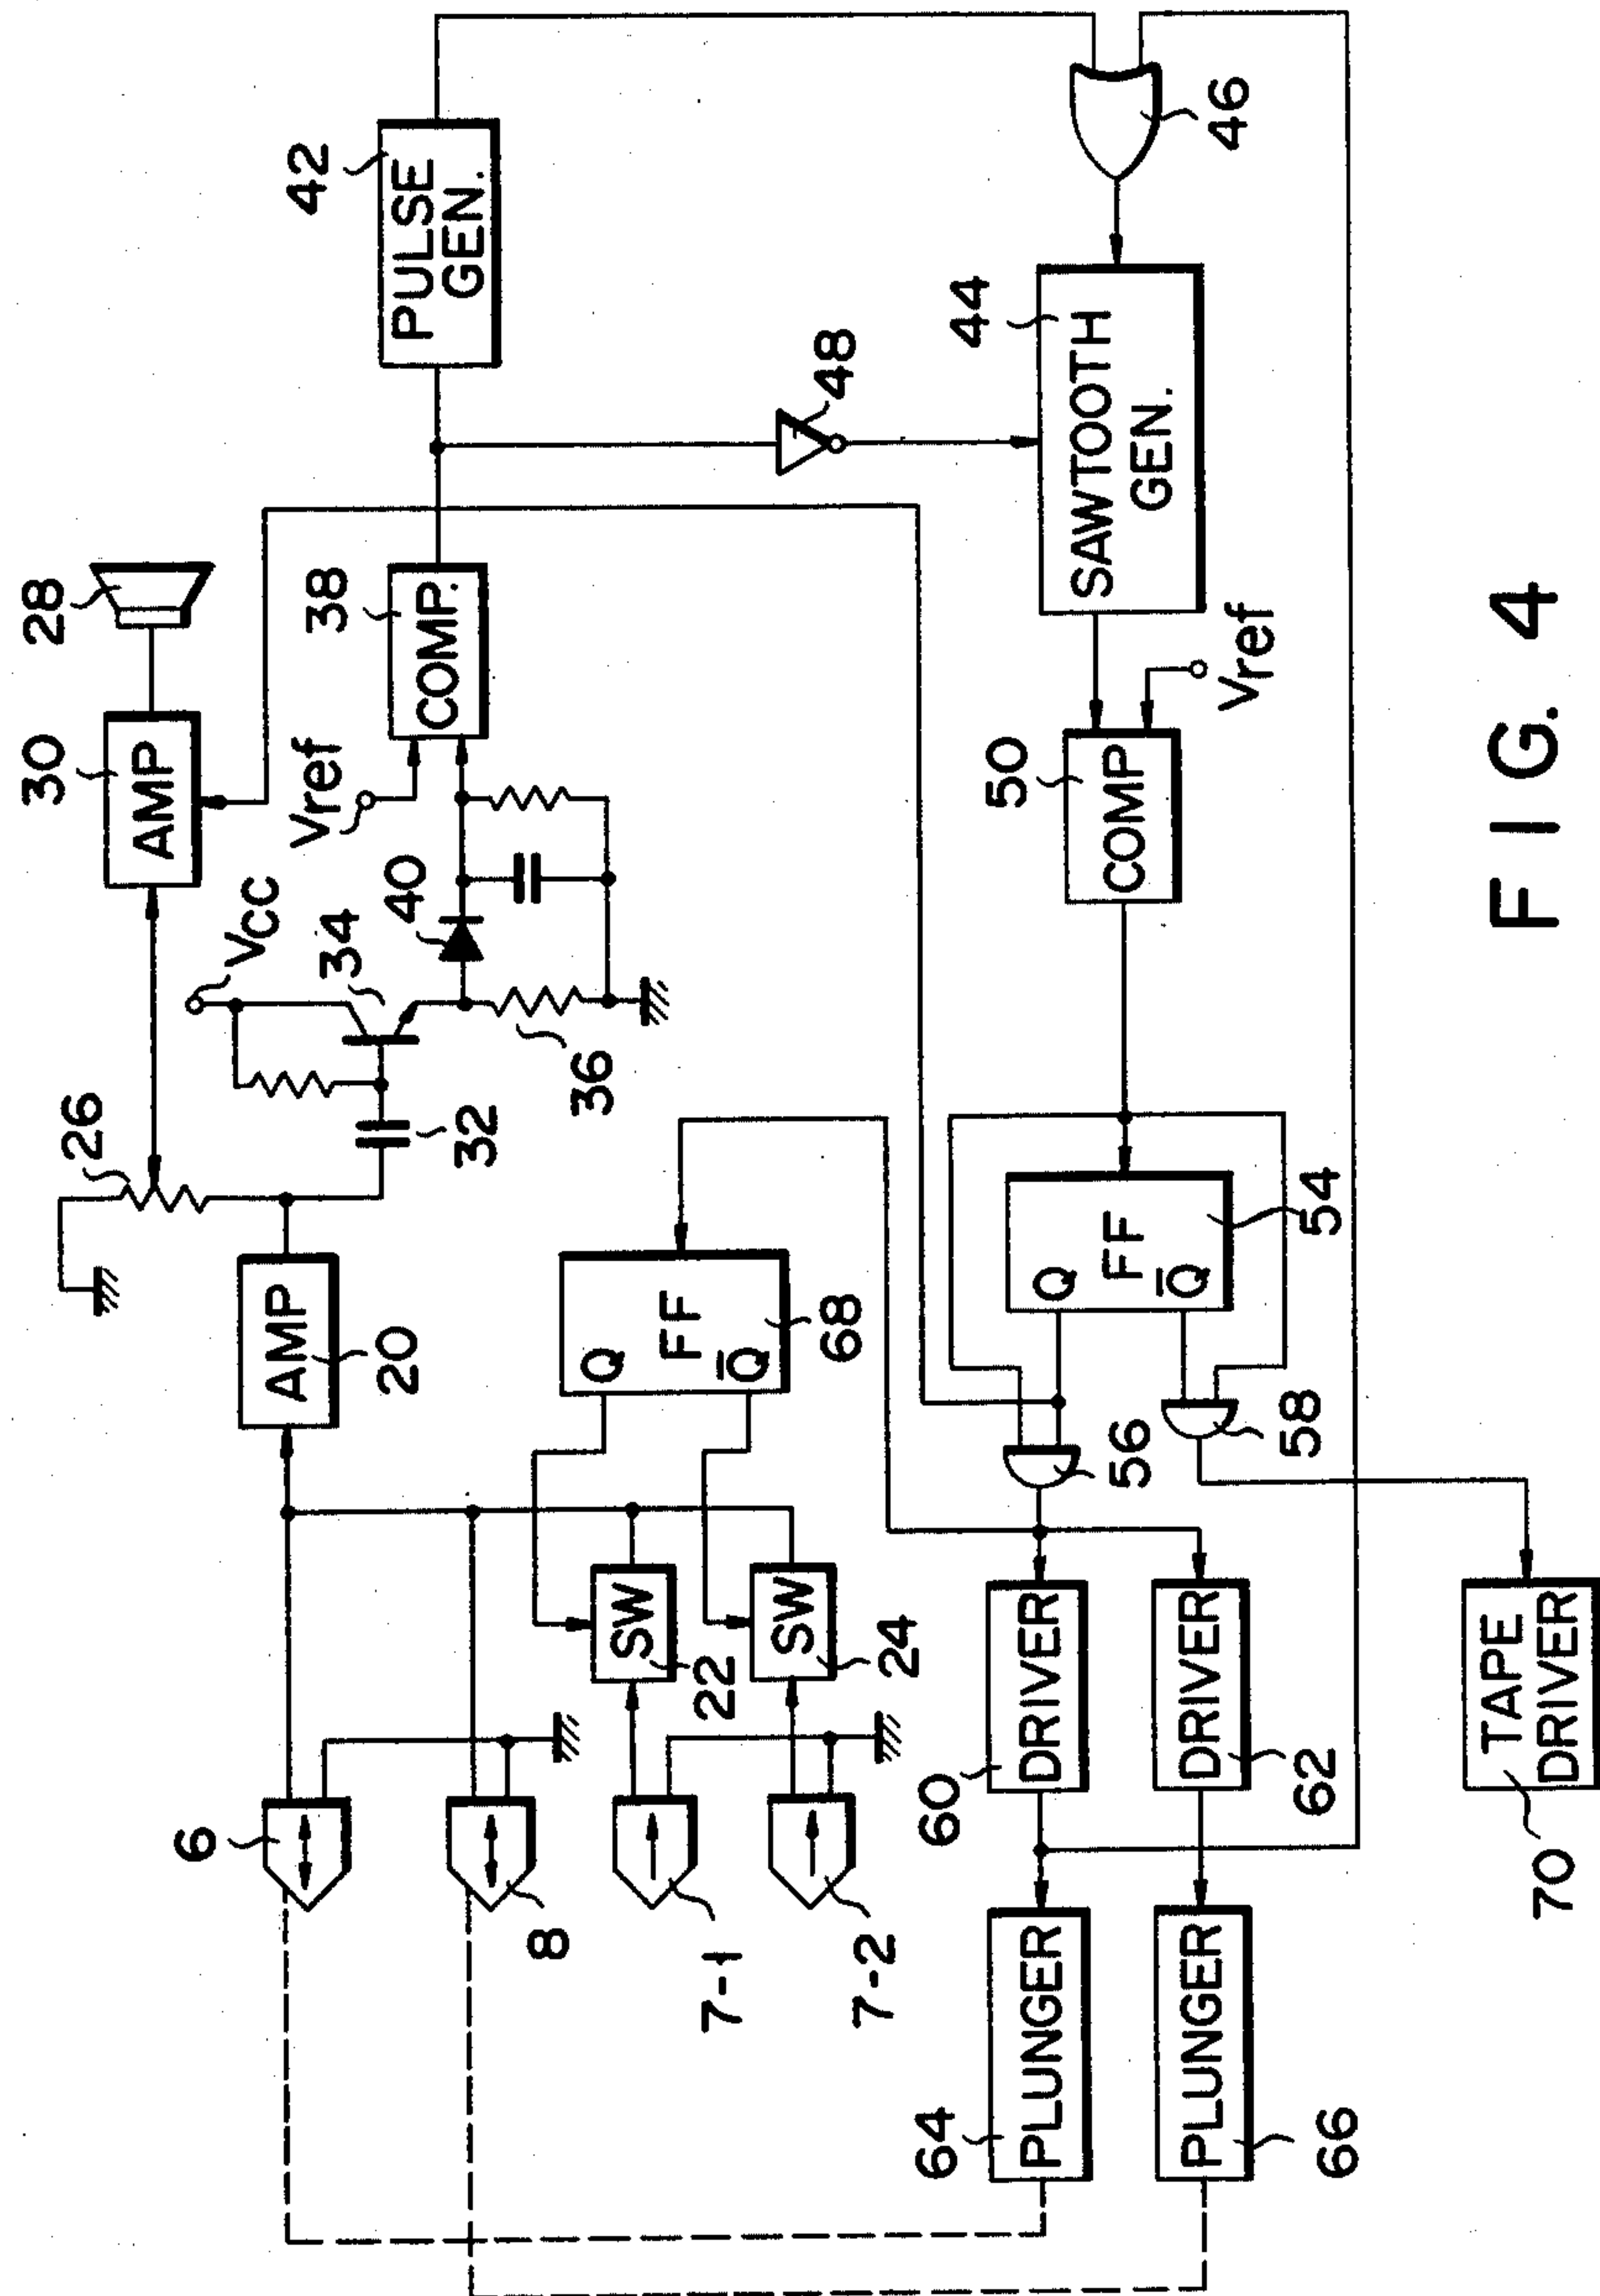 28
30
AMP
26
Vcc
34
Vref
38
COMP.
42
PULSE
GEN.
40
36
32
AMP
20
48
44
SAWTOOTH
GEN.
46
50
COMP
Vref
Q
FF
Q̅
68
Q
FF
Q̅
54
56
58
6
8
7-1
7-2
SW
22
SW
24
60
DRIVER
DRIVER
62
64
PLUNGER
PLUNGER
66
TAPE
DRIVER
70
FIG. 4